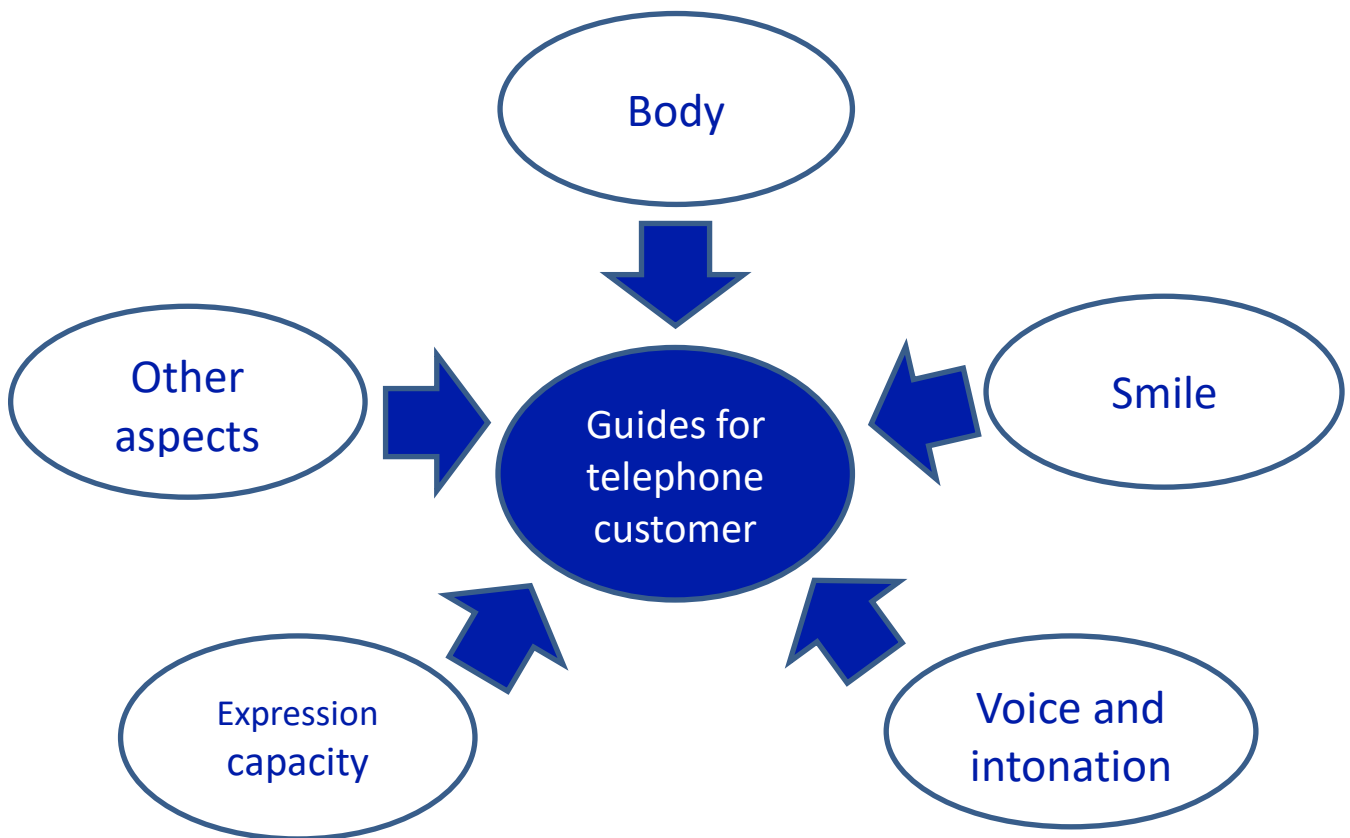 Body
Other
aspects
Smile
Guides for
telephone
customer
Expression
capacity
Voice and
intonation